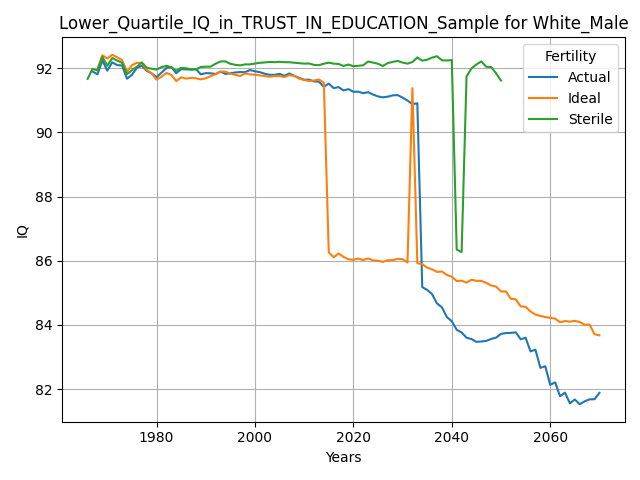 Lower_Quartile_IQ_in_TRUST_IN_EDUCATION_Sample for White_Male
Fertility
Actual
Ideal
Sterile
IQ
92
90
88
86
84
82
1980
2000
2020
2040
2060
Years